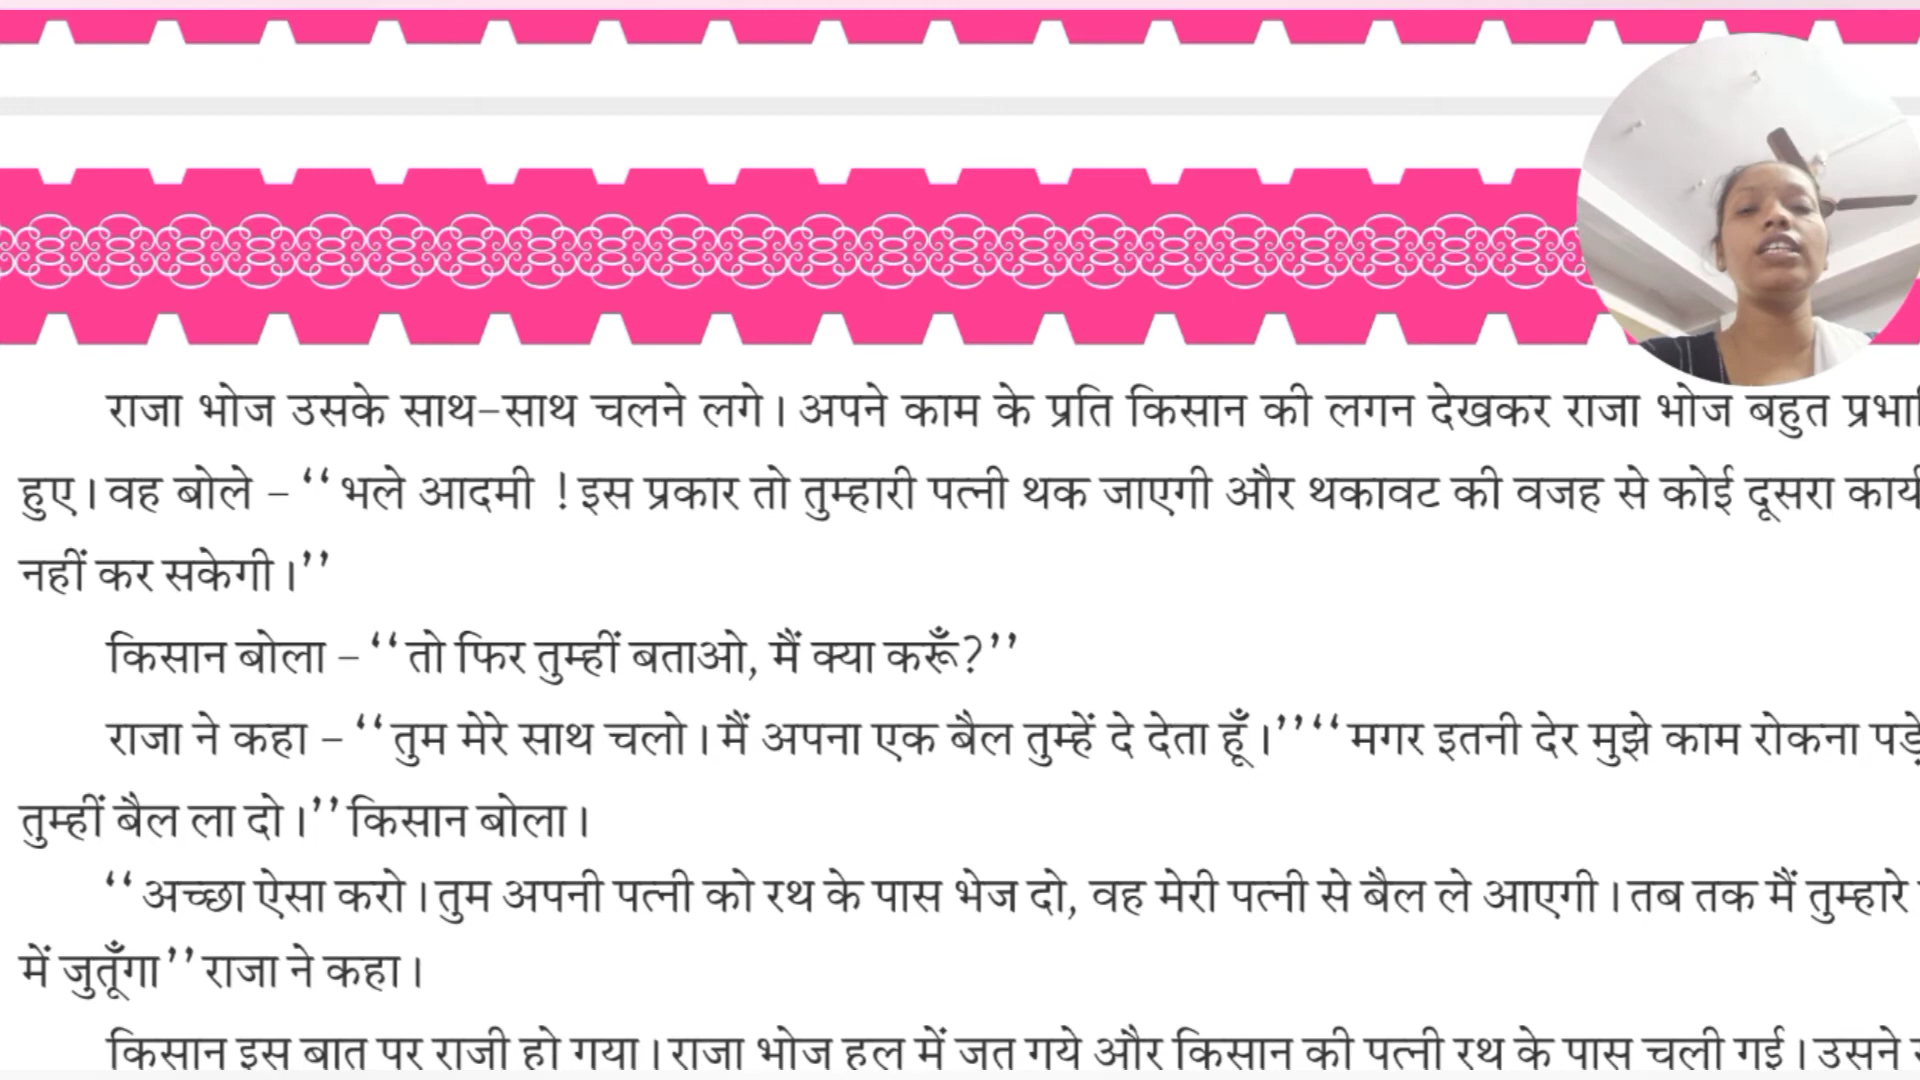 राजा भोज उसके साथ-साथ चलने लगे। अपने काम के प्रति किसान की लगन देखकर राजा भोज बहुत
हुए। वह बोले – ‘‘भले आदमी ! इस प्रकार तो तुम्हारी पत्नी थक जाएगी और थकावट की वजह से कोई दूसरा कार्य
नहीं कर सकेगी।’’
किसान बोला – ‘‘तो फिर तुम्हीं बताओ, मैं क्या करूँ?’’
राजा ने कहा – ‘‘तुम मेरे साथ चलो। मैं अपना एक बैल तुम्हें दे देता हूँ।’’ ‘‘मगर इतनी देर मुझे काम रोकना
तुम्हीं बैल ला दो।’’ किसान बोला।
‘‘अच्छा ऐसा करो। तुम अपनी पत्नी को रथ के पास भेज दो, वह मेरी पत्नी से बैल ले आएगी। तब तक मैं तुम्हारे
में जुतूँगा’’ राजा ने कहा।
किसान इस बात पर राजी हो गया। राजा भोज हल में जुत गये और किसान की पत्नी रथ के पास चली गई। उसने